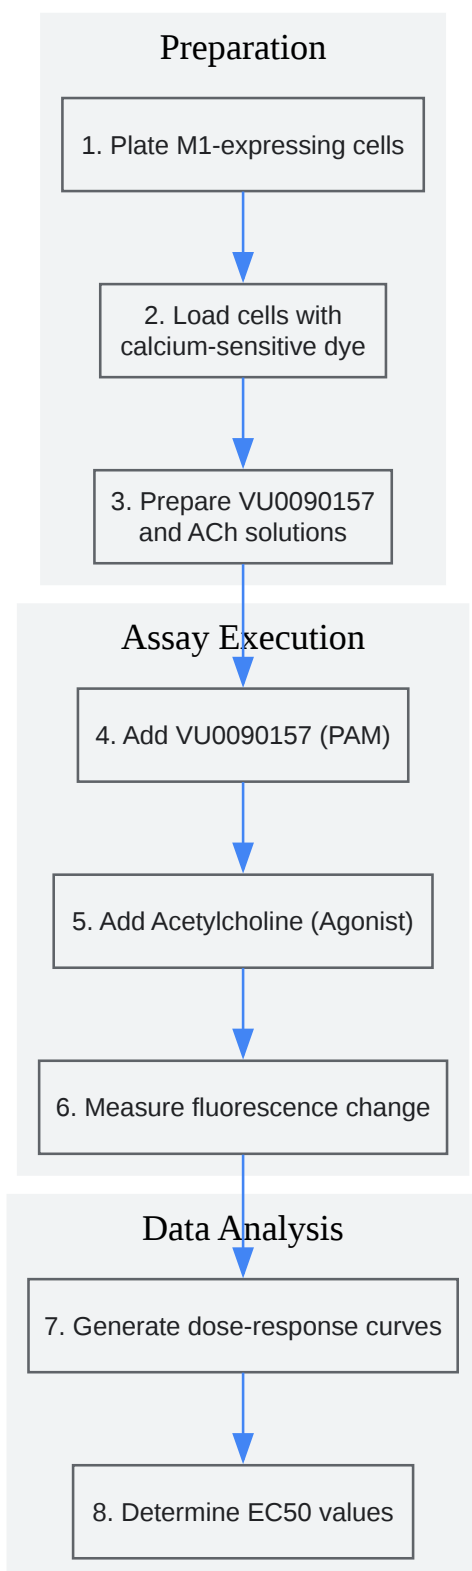 Preparation
1. Plate M1-expressing cells
2. Load cells with
calcium-sensitive dye
3. Prepare VU0090157
and ACh solutions
Assay Execution
4. Add VU0090157 (PAM)
5. Add Acetylcholine (Agonist)
6. Measure fluorescence change
Data Analysis
7. Generate dose-response curves
8. Determine EC50 values